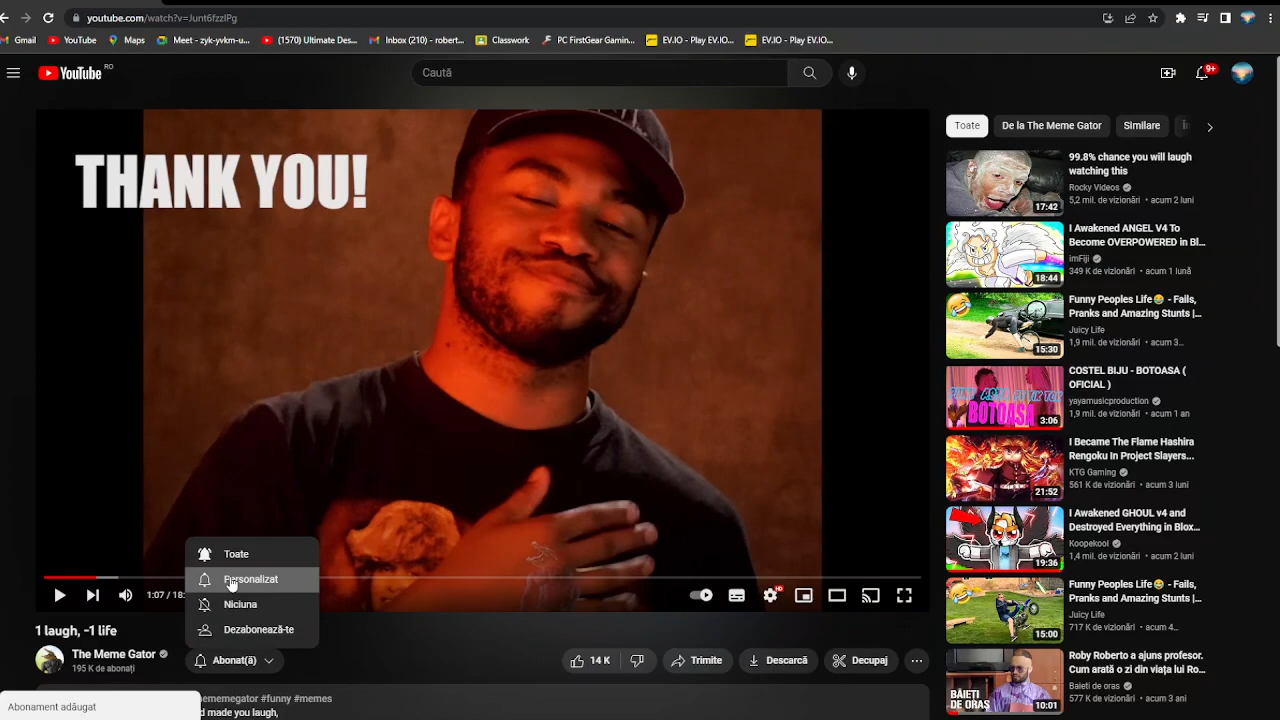 youtube.com/watch?v=Junt6fzzIPg
Gmail
YouTube
Maps
Meet - zyk-yvkm-u...
(1570) Ultimate Des...
Inbox (210) - robert...
Classwork
PC FirstGear Gamin...
EV.IO - Play EV.IO...
EV.IO - Play EV.IO...
YouTube RO
Caută
9+
THANK YOU!
Toate
De la The Meme Gator
Similare
99.8% chance you will laugh
watching this
Rocky Videos
5,2 mil. de vizionări • acum 2 luni
17:42
I Awakened ANGEL V4 To
Become OVERPOWERED in Bl...
imFiji
349 K de vizionări • acum 1 lună
18:44
Funny Peoples Life😂 - Fails,
Pranks and Amazing Stunts |...
Juicy Life
1,9 mil. de vizionări • acum 3...
15:30
COSTEL BIJU - BOTOASA (
OFICIAL )
yayamusicproduction
1,9 mil. de vizionări • acum 1 an
BOTOASA
3:06
I Became The Flame Hashira
Rengoku In Project Slayers...
KTG Gaming
561 K de vizionări • acum 3 luni
21:52
I Awakened GHOUL v4 and
Destroyed Everything in Blox...
Koopekool
1,4 mil. de vizionări • acum 2 luni
19:36
Funny Peoples Life😂 - Fails,
Pranks and Amazing Stunts |...
Juicy Life
717 K de vizionări • acum 4...
15:00
Roby Roberto a ajuns profesor.
Cum arată o zi din viața lui Ro...
Baieti de oras
577 K de vizionări • acum 3 ani
BĂIEȚI
DE ORAȘ
10:01
Toate
Personalizat
Niciuna
Dezabonează-te
1:07 / 18:
HD
1 laugh, -1 life
The Meme Gator
195 K de abonați
Abonat(ă)
14 K
Trimite
Descarcă
Decupaj
mememegator #funny #memes
d made you laugh,
Abonament adăugat